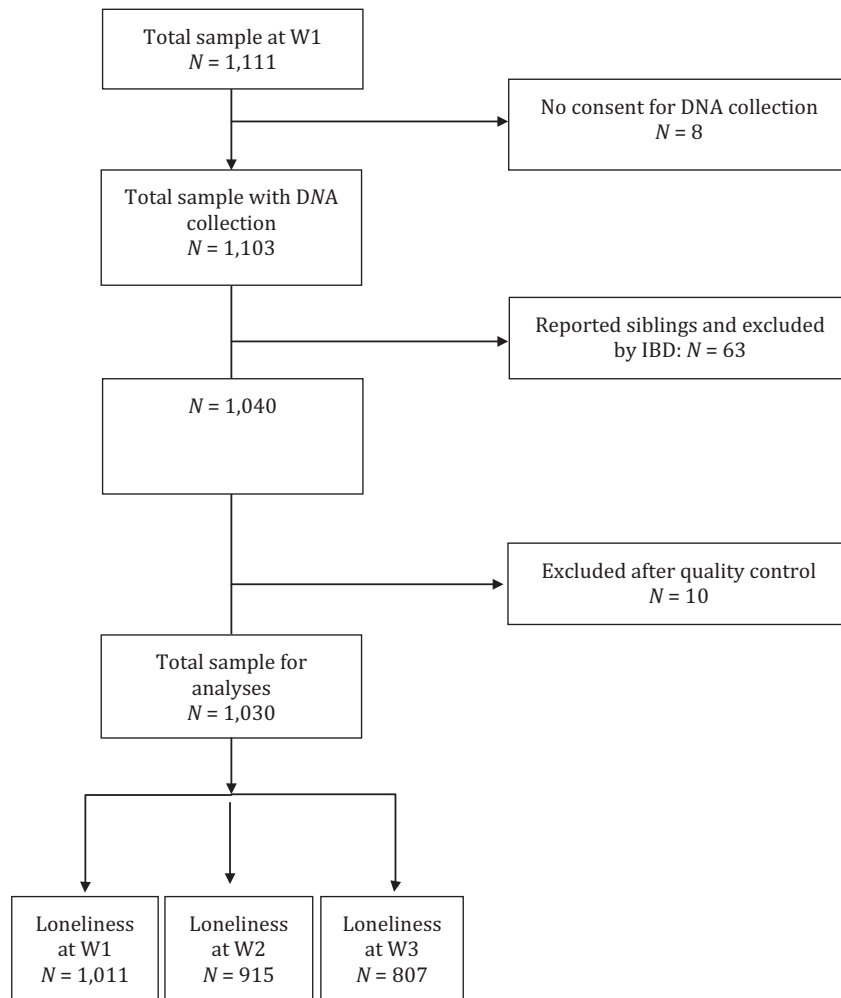 Total sample at W1
N = 1,111
No consent for DNA collection
N = 8
Total sample with DNA
collection
N = 1,103
Reported siblings and excluded
by IBD: N = 63
N = 1,040
Excluded after quality control
N = 10
Total sample for
analyses
N = 1,030
Loneliness
at W1
N = 1,011
Loneliness
at W2
N = 915
Loneliness
at W3
N = 807